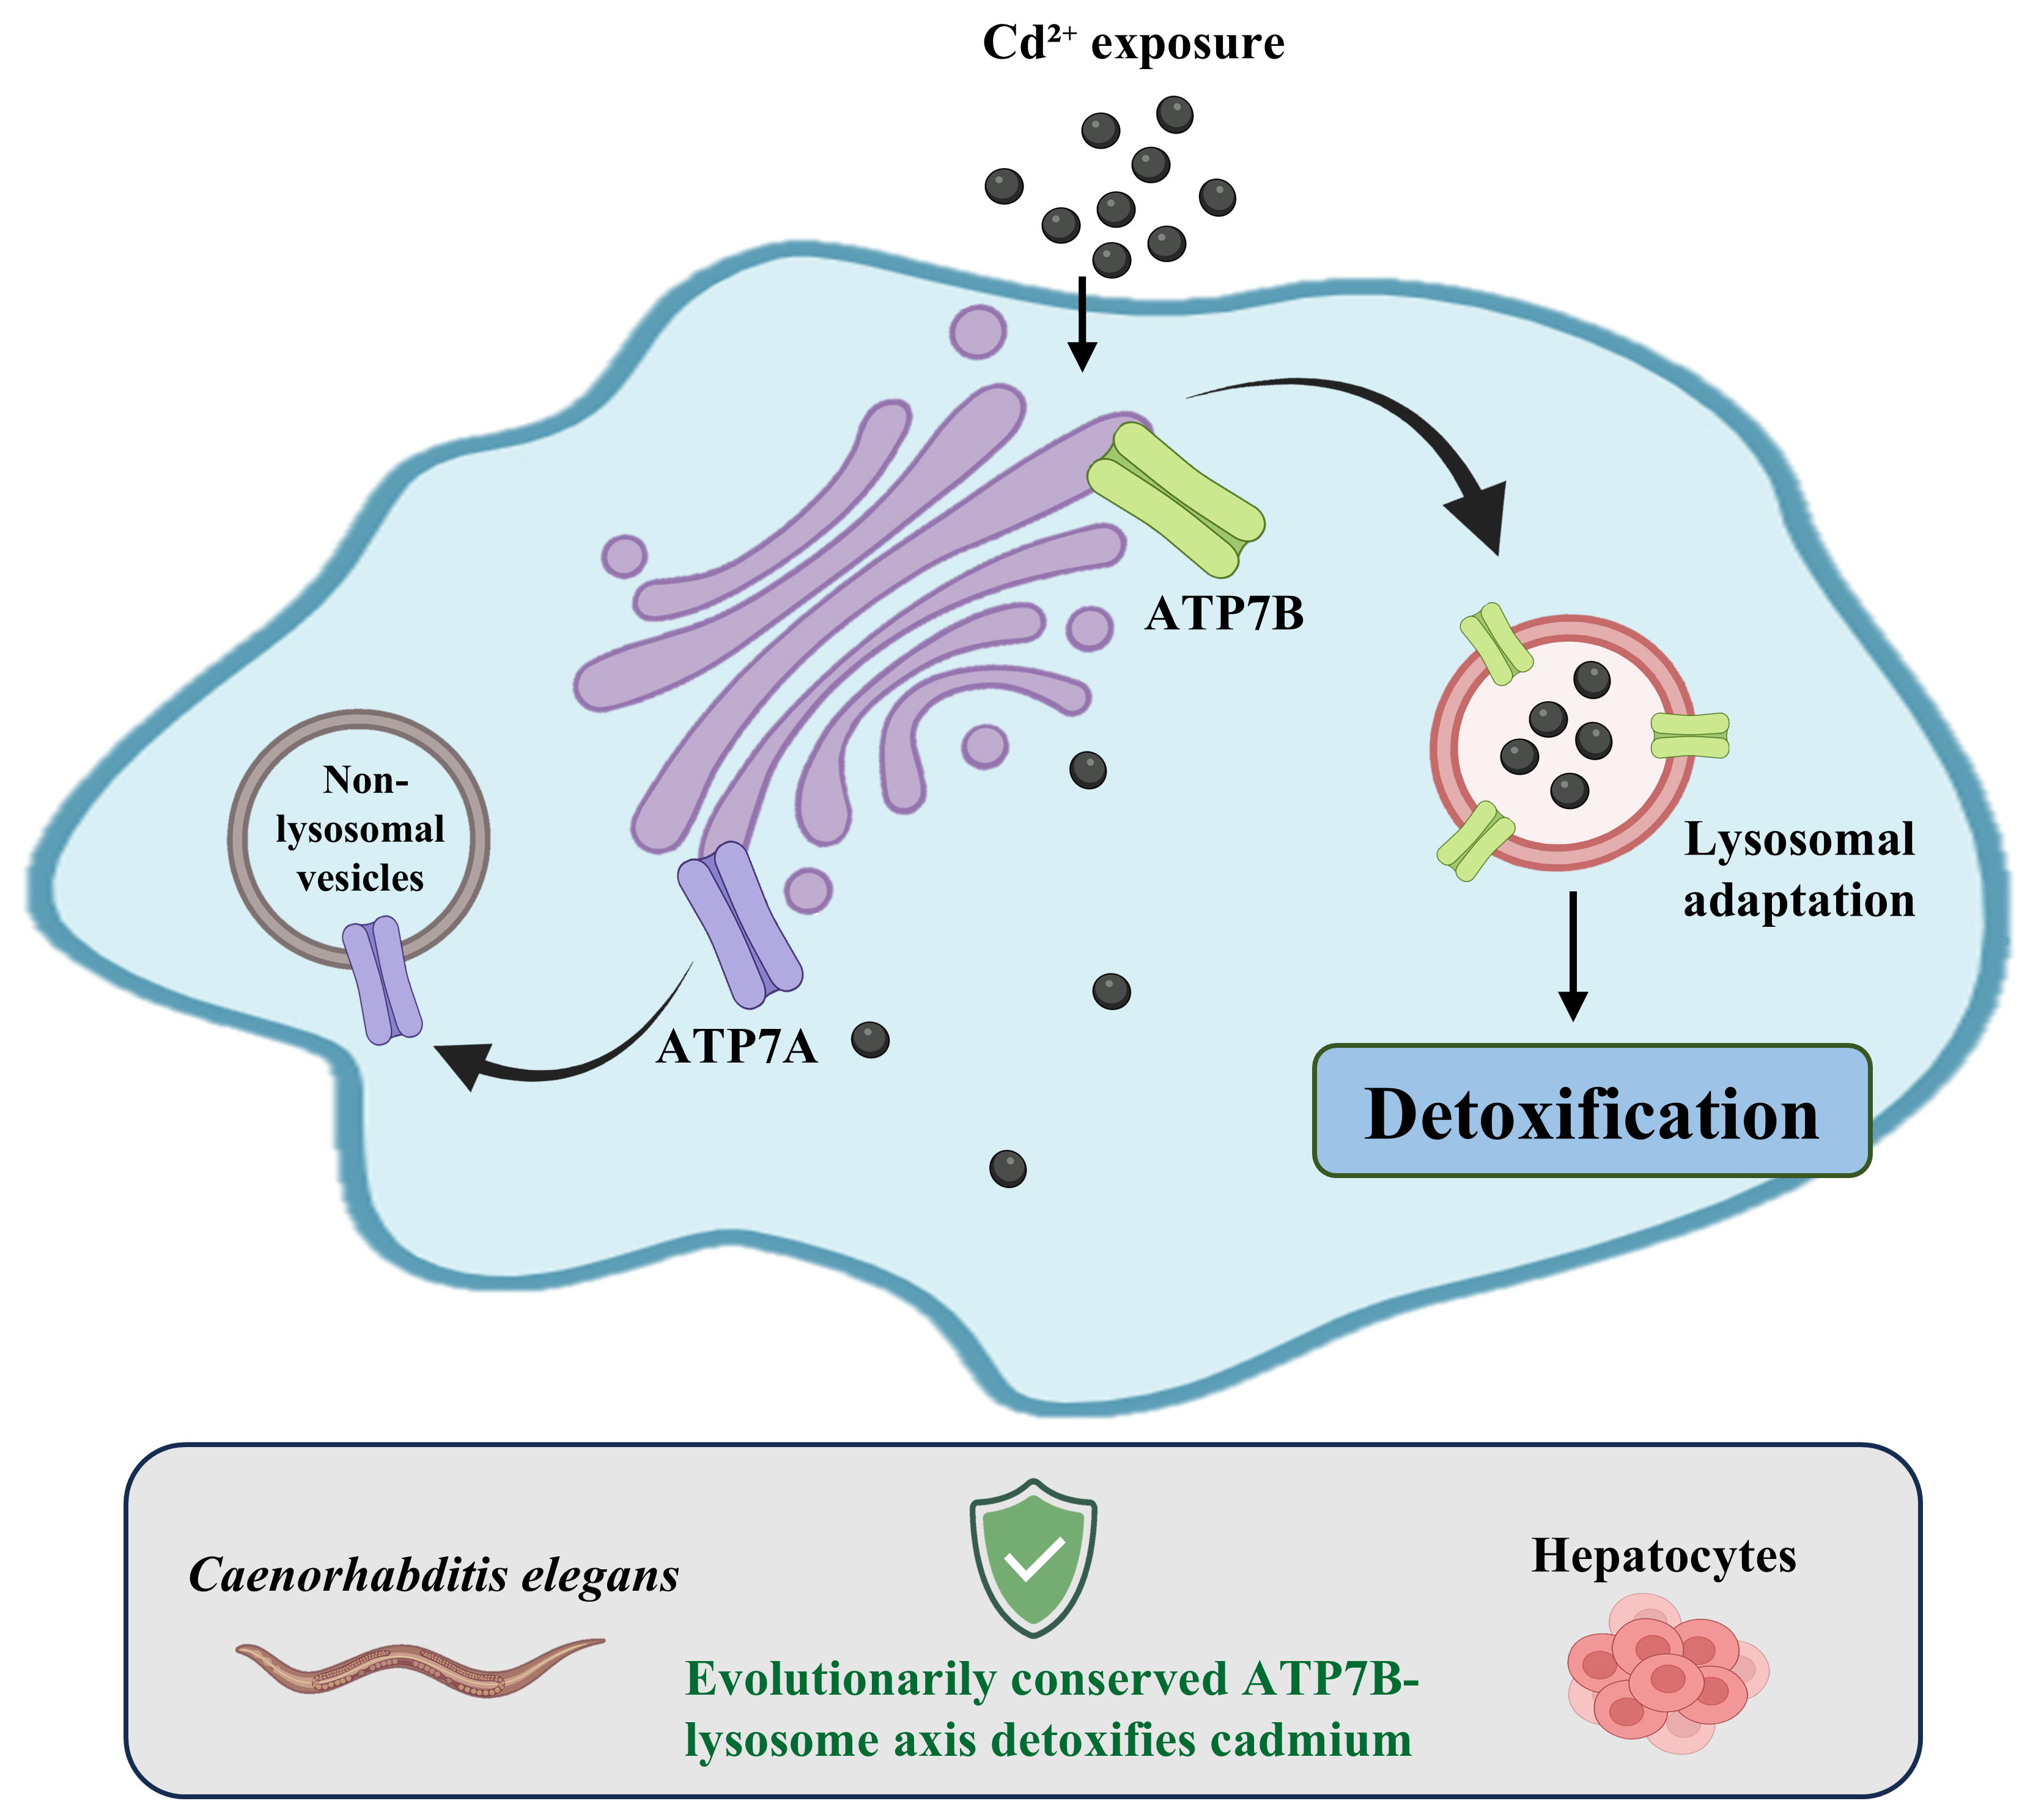 Cd²⁺ exposure
ATP7B
Non-
lysosomal
vesicles
Lysosomal
adaptation
ATP7A
Detoxification
Caenorhabditis elegans
Hepatocytes
Evolutionarily conserved ATP7B-
lysosome axis detoxifies cadmium